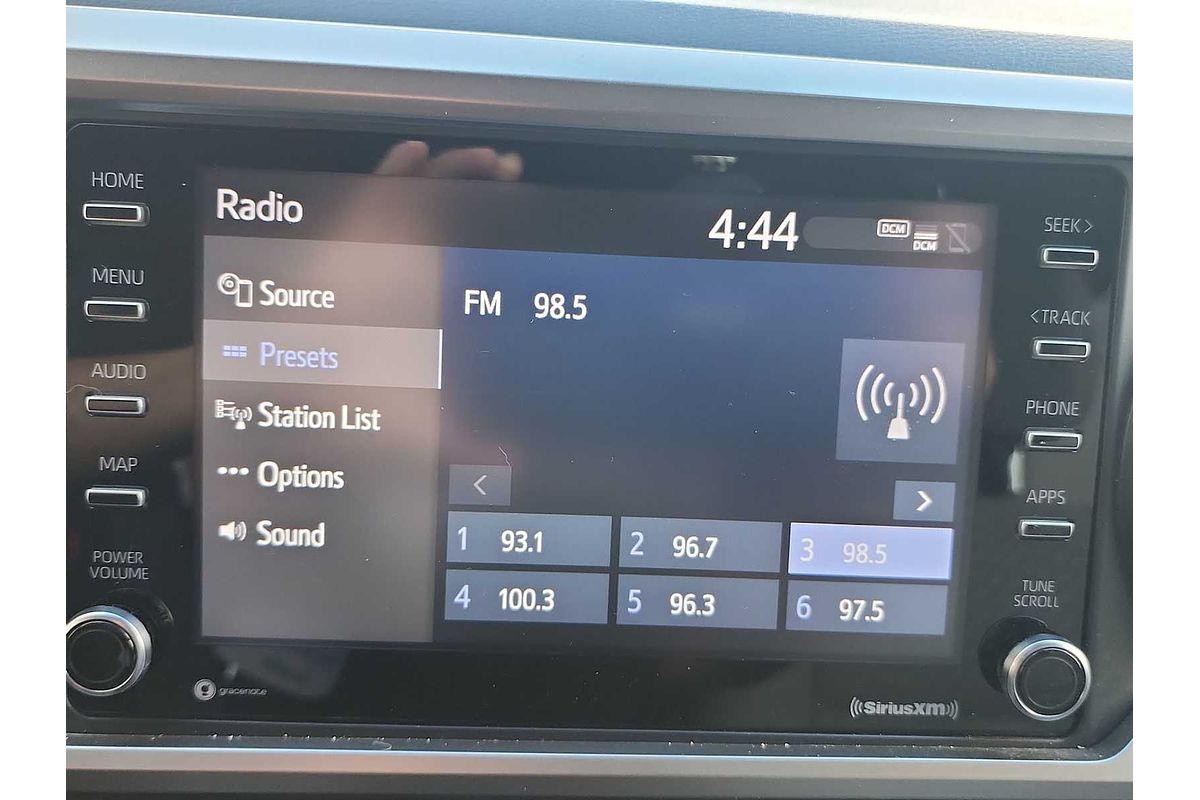 HOME
MENU
AUDIO
MAP
POWER
VOLUME
Radio
4:44
DCM
DCM
Source
Presets
Station List
Options
Sound
FM 98.5
<
>
1 93.1
2 96.7
3 98.5
4 100.3
5 96.3
6 97.5
SEEK >
< TRACK
PHONE
APPS
TUNE
SCROLL
gracenote
SiriusXM